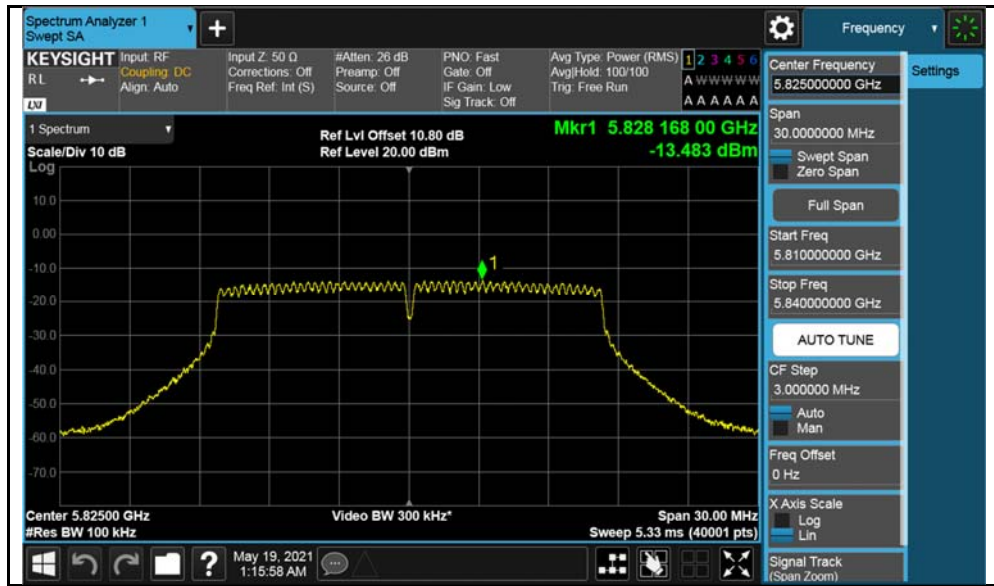 Spectrum Analyzer 1
Swept SA
+
Frequency
KEYSIGHT
RL
LXI
Input: RF
Coupling: DC
Align: Auto
Input Z: 50 Ω
Corrections: Off
Freq Ref: Int (S)
#Atten: 26 dB
Preamp: Off
Source: Off
PNO: Fast
Gate: Off
IF Gain: Low
Sig Track: Off
Avg Type: Power (RMS)
Avg|Hold: 100/100
Trig: Free Run
1 2 3 4 5 6
A W W W W W
A A A A A A
1 Spectrum
Scale/Div 10 dB
Log
Ref Lvl Offset 10.80 dB
Ref Level 20.00 dBm
Mkr1 5.828 168 00 GHz
-13.483 dBm
10.0
0.00
-10.0
-20.0
-30.0
-40.0
-50.0
-60.0
-70.0
1
Center 5.82500 GHz
#Res BW 100 kHz
Video BW 300 kHz*
Span 30.00 MHz
Sweep 5.33 ms (40001 pts)
Center Frequency
5.825000000 GHz
Settings
Span
30.0000000 MHz
Swept Span
Zero Span
Full Span
Start Freq
5.810000000 GHz
Stop Freq
5.840000000 GHz
AUTO TUNE
CF Step
3.000000 MHz
Auto
Man
Freq Offset
0 Hz
X Axis Scale
Log
Lin
Signal Track
(Span Zoom)
?
May 19, 2021
1:15:58 AM